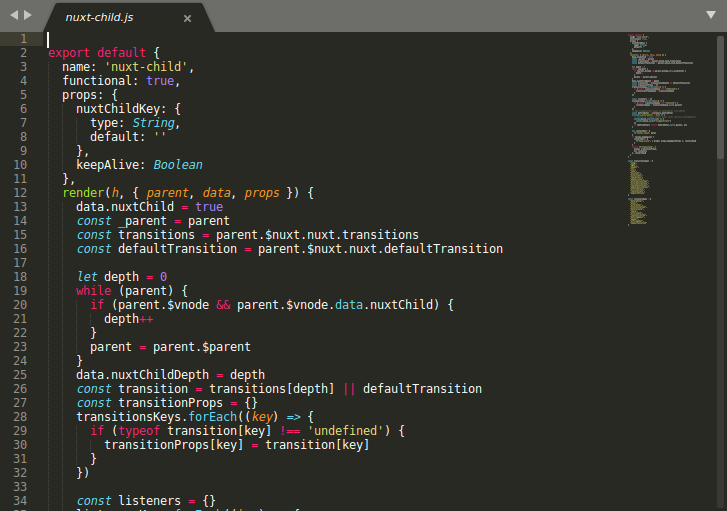 nuxt-child.js ×
1
2 export default {
3   name: 'nuxt-child',
4   functional: true,
5   props: {
6     nuxtChildKey: {
7       type: String,
8       default: ''
9     },
10     keepAlive: Boolean
11   },
12   render(h, { parent, data, props }) {
13     data.nuxtChild = true
14     const _parent = parent
15     const transitions = parent.$nuxt.nuxt.transitions
16     const defaultTransition = parent.$nuxt.nuxt.defaultTransition
17
18     let depth = 0
19     while (parent) {
20       if (parent.$vnode && parent.$vnode.data.nuxtChild) {
21         depth++
22       }
23       parent = parent.$parent
24     }
25     data.nuxtChildDepth = depth
26     const transition = transitions[depth] || defaultTransition
27     const transitionProps = {}
28     transitionsKeys.forEach((key) => {
29       if (typeof transition[key] !== 'undefined') {
30         transitionProps[key] = transition[key]
31       }
32     })
33
34     const listeners = {}